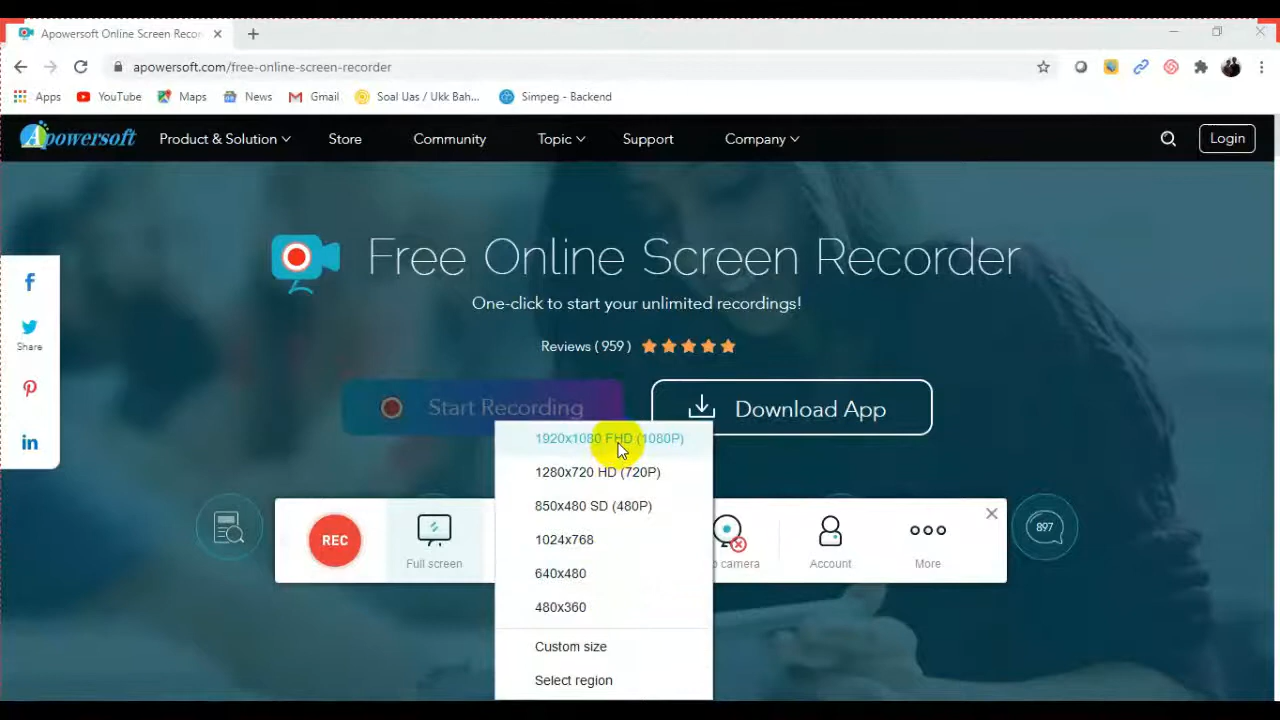 Apowersoft Online Screen Recor
apowersoft.com/free-online-screen-recorder
Apps
YouTube
Maps
News
Gmail
Soal Uas / Ukk Bah...
Simpeg - Backend
Apowersoft
Product & Solution
Store
Community
Topic
Support
Company
Login
Free Online Screen Recorder
One-click to start your unlimited recordings!
Reviews ( 959 )
Share
Start Recording
Download App
1920x1080 FHD (1080P)
1280x720 HD (720P)
850x480 SD (480P)
1024x768
640x480
480x360
Custom size
Select region
REC
Full screen
camera
Account
More
897